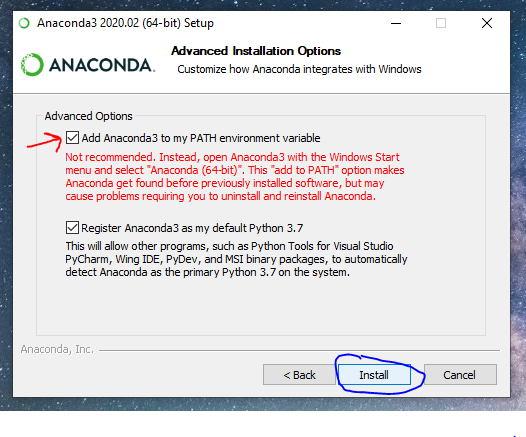 Anaconda3 2020.02 (64-bit) Setup
Advanced Installation Options
Customize how Anaconda integrates with Windows
ANACONDA.
Advanced Options
Add Anaconda3 to my PATH environment variable
Not recommended. Instead, open Anaconda3 with the Windows Start
menu and select "Anaconda (64-bit)". This "add to PATH" option makes
Anaconda get found before previously installed software, but may
cause problems requiring you to uninstall and reinstall Anaconda.
Register Anaconda3 as my default Python 3.7
This will allow other programs, such as Python Tools for Visual Studio
PyCharm, Wing IDE, PyDev, and MSI binary packages, to automatically
detect Anaconda as the primary Python 3.7 on the system.
Anaconda, Inc.
< Back
Install
Cancel